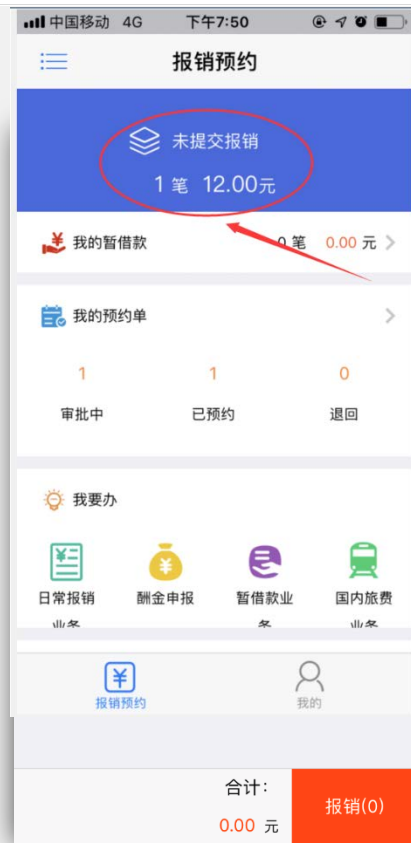 中国移动 4G 下午7:50
报销预约
未提交报销
1 笔 12.00元
我的暂借款 0 笔 0.00 元
我的预约单
1 1 0
审批中 已预约 退回
我要办
日常报销 酬金申报 暂借款业 国内旅费
业务 务 业务
报销预约 我的
合计:
0.00 元
报销(0)